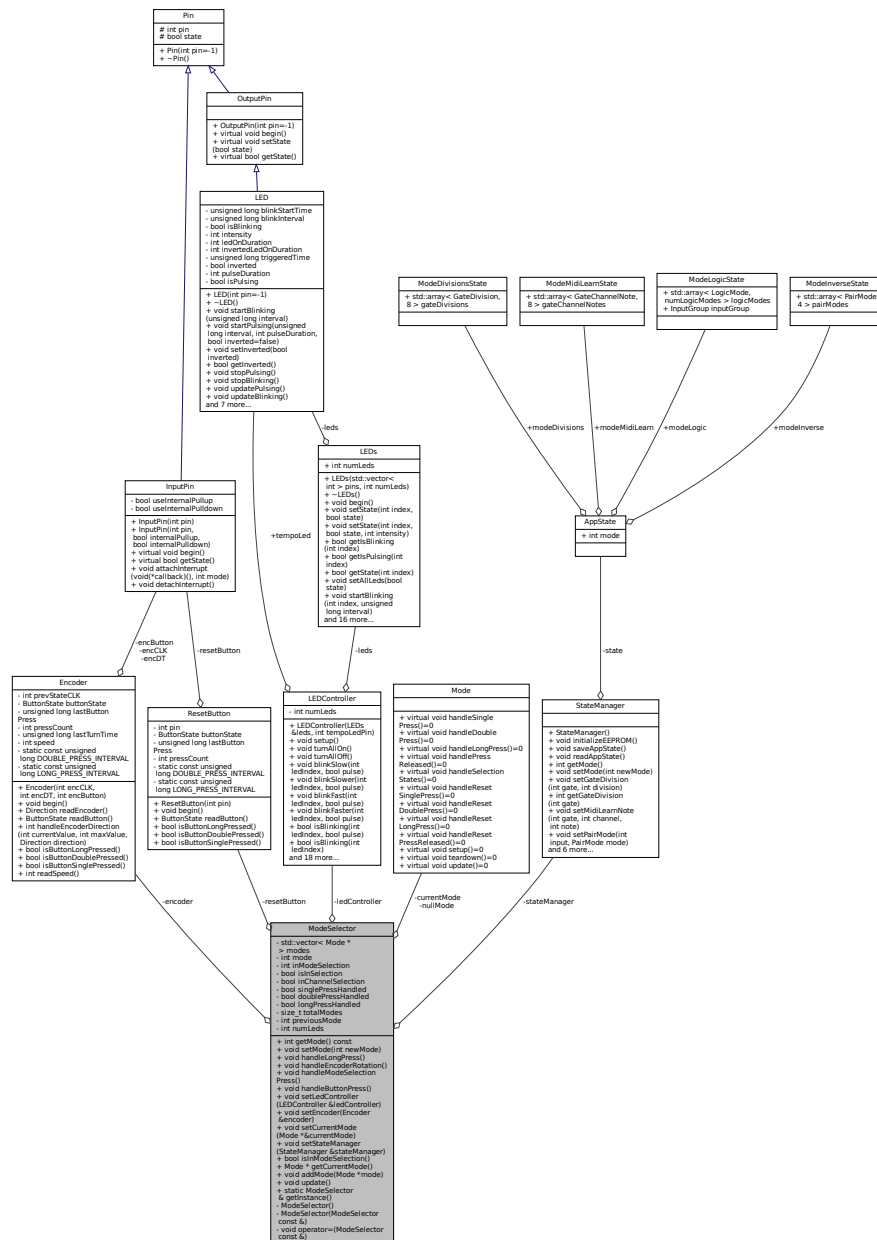 Pin
# int pin
# bool state
+ Pin(int pin=-1)
+ ~Pin()
OutputPin
+ OutputPin(int pin=-1)
+ virtual void begin()
+ virtual void setState
(bool state)
+ virtual bool getState()
LED
- unsigned long blinkStartTime
- unsigned long blinkInterval
- bool isBlinking
- int intensity
- int ledOnDuration
- int invertedLedOnDuration
- unsigned long triggeredTime
- bool inverted
- int pulseDuration
- bool isPulsing
+ LED(int pin=-1)
+ ~LED()
+ void startBlinking
(unsigned long interval)
+ void startPulsing(unsigned
long interval, int pulseDuration,
bool inverted=false)
+ void setInverted(bool
inverted)
+ bool getInverted()
+ void stopPulsing()
+ void stopBlinking()
+ void updatePulsing()
+ void updateBlinking()
and 7 more...
ModeDivisionsState
+ std::array< GateDivision,
8 > gateDivisions
ModeMidiLearnState
+ std::array< GateChannelNote,
8 > gateChannelNotes
ModeLogicState
+ std::array< LogicMode,
numLogicModes > logicModes
+ InputGroup inputGroup
ModeInverseState
+ std::array< PairMode,
4 > pairModes
-leds
+modeDivisions
+modeMidiLearn
+modeLogic
+modeInverse
LEDs
+ int numLeds
+ LEDs(std::vector<
int > pins, int numLeds)
+ ~LEDs()
+ void begin()
+ void setState(int index,
bool state)
+ void setState(int index,
bool state, int intensity)
+ bool getIsBlinking
(int index)
+ bool getIsPulsing(int
index)
+ bool getState(int index)
+ void setAllLeds(bool
state)
+ void startBlinking
(int index, unsigned
long interval)
and 16 more...
InputPin
- bool useInternalPullup
- bool useInternalPulldown
+ InputPin(int pin)
+ InputPin(int pin,
bool internalPullup,
bool internalPulldown)
+ virtual void begin()
+ virtual bool getState()
+ void attachInterrupt
(void(*callback)(), int mode)
+ void detachInterrupt()
+tempoLed
AppState
+ int mode
-encButton
-encCLK
-encDT
-resetButton
-leds
-state
Encoder
- int prevStateCLK
- ButtonState buttonState
- unsigned long lastButton
Press
- int pressCount
- unsigned long lastTurnTime
- int speed
- static const unsigned
long DOUBLE_PRESS_INTERVAL
- static const unsigned
long LONG_PRESS_INTERVAL
+ Encoder(int encCLK,
int encDT, int encButton)
+ void begin()
+ Direction readEncoder()
+ ButtonState readButton()
+ int handleEncoderDirection
(int currentValue, int maxValue,
Direction direction)
+ bool isButtonLongPressed()
+ bool isButtonDoublePressed()
+ bool isButtonSinglePressed()
+ int readSpeed()
ResetButton
- int pin
- ButtonState buttonState
- unsigned long lastButton
Press
- int pressCount
- static const unsigned
long DOUBLE_PRESS_INTERVAL
- static const unsigned
long LONG_PRESS_INTERVAL
+ ResetButton(int pin)
+ void begin()
+ ButtonState readButton()
+ bool isButtonLongPressed()
+ bool isButtonDoublePressed()
+ bool isButtonSinglePressed()
LEDController
- int numLeds
+ LEDController(LEDs
&leds, int tempoLedPin)
+ void setup()
+ void turnAllOn()
+ void turnAllOff()
+ void blinkSlow(int
ledIndex, bool pulse)
+ void blinkSlower(int
ledIndex, bool pulse)
+ void blinkFast(int
ledIndex, bool pulse)
+ void blinkFaster(int
ledIndex, bool pulse)
+ bool isBlinking(int
ledIndex, bool pulse)
+ bool isBlinking(int
ledIndex)
and 18 more...
Mode
+ virtual void handleSingle
Press()=0
+ virtual void handleDouble
Press()=0
+ virtual void handleLongPress()=0
+ virtual void handlePress
Released()=0
+ virtual void handleSelection
States()=0
+ virtual void handleReset
SinglePress()=0
+ virtual void handleReset
DoublePress()=0
+ virtual void handleReset
LongPress()=0
+ virtual void handleReset
PressReleased()=0
+ virtual void setup()=0
+ virtual void teardown()=0
+ virtual void update()=0
StateManager
+ StateManager()
+ void initializeEEPROM()
+ void saveAppState()
+ void readAppState()
+ int getMode()
+ void setMode(int newMode)
+ void setGateDivision
(int gate, int division)
+ int getGateDivision
(int gate)
+ void setMidiLearnNote
(int gate, int channel,
int note)
+ void setPairMode(int
input, PairMode mode)
and 6 more...
-encoder
-resetButton
-ledController
-currentMode
-nullMode
-stateManager
ModeSelector
- std::vector< Mode *
> modes
- int mode
- int inModeSelection
- bool isInSelection
- bool inChannelSelection
- bool singlePressHandled
- bool doublePressHandled
- bool longPressHandled
- size_t totalModes
- int previousMode
- int numLeds
+ int getMode() const
+ void setMode(int newMode)
+ void handleLongPress()
+ void handleEncoderRotation()
+ void handleModeSelection
Press()
+ void handleButtonPress()
+ void setLedController
(LEDController &ledController)
+ void setEncoder(Encoder
&encoder)
+ void setCurrentMode
(Mode *&currentMode)
+ void setStateManager
(StateManager &stateManager)
+ bool isInModeSelection()
+ Mode * getCurrentMode()
+ void addMode(Mode *mode)
+ void update()
+ static ModeSelector
& getInstance()
- ModeSelector()
- ModeSelector(ModeSelector
const &)
- void operator=(ModeSelector
const &)